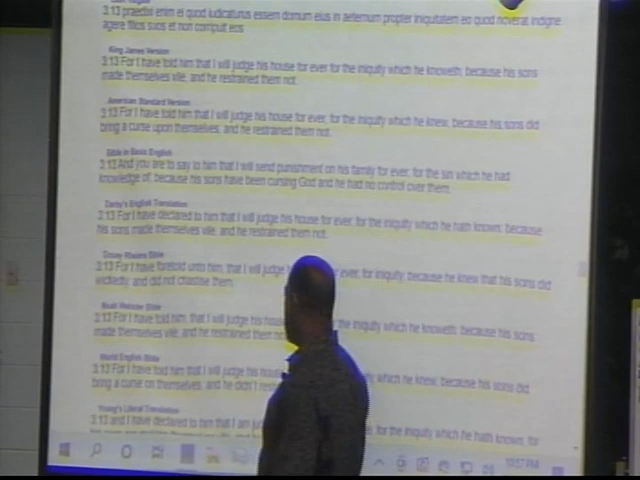 3:13 praedixi enim ei quod iudicaturus essem domum eius in aeternum propter iniquitatem eo quod noverat indigne
agere filios suos et non corripuit eos
King James Version
3:13 For I have told him that I will judge his house for ever for the iniquity which he knoweth; because his sons
made themselves vile, and he restrained them not.
American Standard Version
3:13 For I have told him that I will judge his house for ever, for the iniquity which he knew, because his sons did
bring a curse upon themselves, and he restrained them not.
Bible in Basic English
3:13 And you are to say to him that I will send punishment on his family for ever, for the sin which he had
knowledge of; because his sons have been cursing God and he had no control over them.
Darby's English Translation
3:13 For I have declared to him that I will judge his house for ever, for the iniquity which he hath known; because
his sons made themselves vile, and he restrained them not.
Douay Rheims Bible
3:13 For I have foretold unto him, that I will judge ever, for iniquity, because he knew that his sons did
wickedly, and did not chastise them.
Noah Webster Bible
3:13 For I have told him, that I will judge his house the iniquity which he knoweth; because his sons
made themselves vile, and he restrained them
World English Bible
3:13 For I have told him that I will judge his house which he knew, because his sons did
bring a curse on themselves, and he didn't
Young's Literal Translation
3:13 and I have declared to him that I am for the iniquity which he hath known, for
10:57 PM